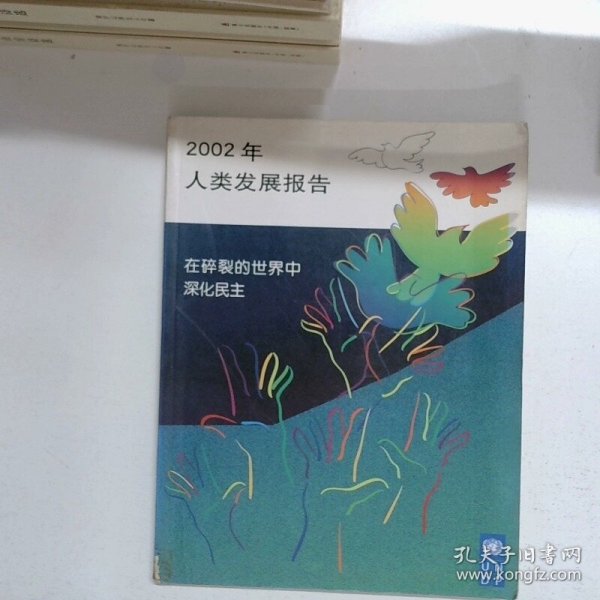 2002 年
人类发展报告
在碎裂的世界中
深化民主
U N
D P
孔夫子旧书网
www.kongfz.com